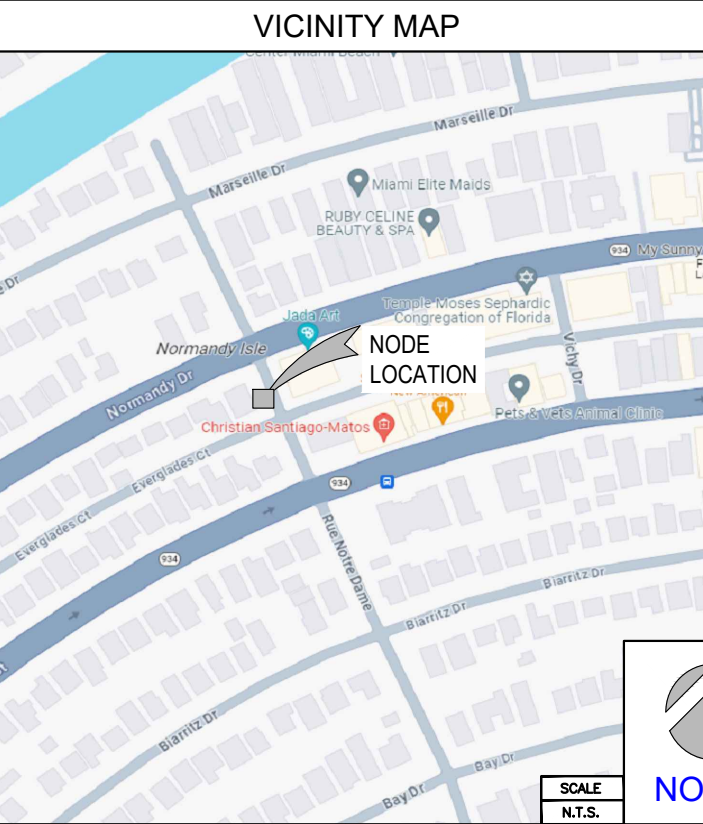 VICINITY MAP
Center Miami Beach
Marseille Dr
Marseille Dr
Miami Elite Maids
RUBY CELINE
BEAUTY & SPA
934
My Sunny
Temple Moses Sephardic
Congregation of Florida
Jada Art
Normandy Isle
NODE
LOCATION
Vichy Dr
Normandy Dr
New American
Pets & Vets Animal Clinic
Christian Santiago-Matos
Everglades Ct
934
Everglades Ct
Rue Notre Dame
934
Biarritz Dr
Biarritz Dr
Biarritz Dr
Bay Dr
Bay Dr
SCALE
N.T.S.
NO